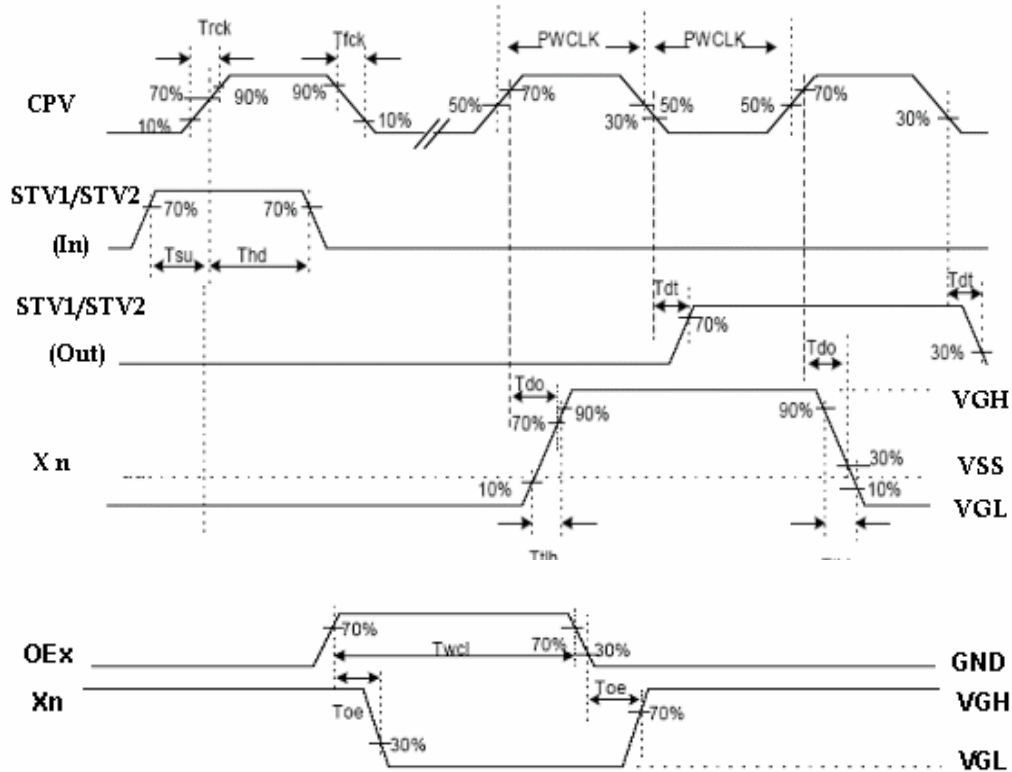 Trck Tfck PWCLK PWCLK
CPV 70% 90% 90% 50% 70% 50% 50% 70%
10% 10% 30% 30%
STV1/STV2
70% 70%
(In) Tsu Thd
STV1/STV2 Tdt Tdt
70%
(Out) 30%
Tdo Tdo
VGH
90% 90%
70%
X n 30% VSS
10% 10%
VGL
OEx 70% 70% 30%
Twcl GND
Xn Toe Toe VGH
70%
30%
VGL